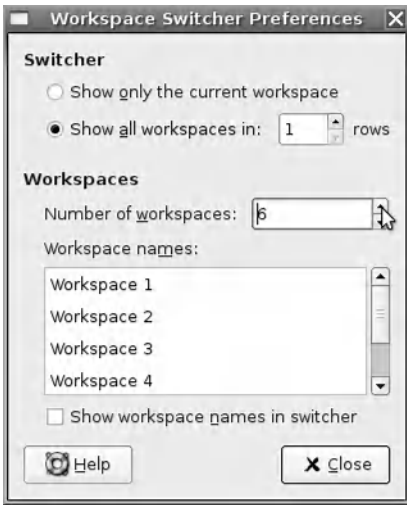 Workspace Switcher Preferences
Switcher
Show only the current workspace
Show all workspaces in: 1 rows
Workspaces
Number of workspaces: 6
Workspace names:
Workspace 1
Workspace 2
Workspace 3
Workspace 4
Show workspace names in switcher
Help
Close